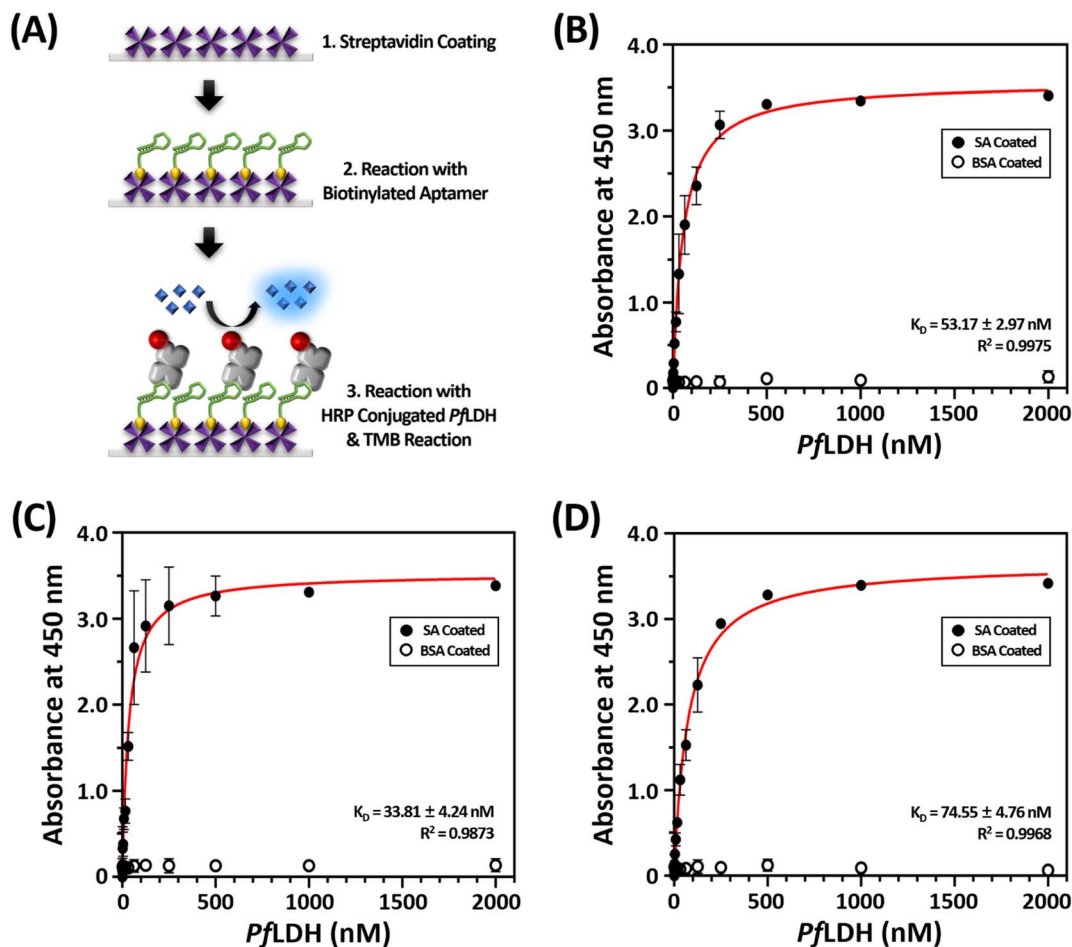 (A)
1. Streptavidin Coating
2. Reaction with
Biotinylated Aptamer
3. Reaction with
HRP Conjugated PfLDH
& TMB Reaction
(B)
Absorbance at 450 nm
4.0
3.0
2.0
1.0
0
SA Coated
BSA Coated
K_D = 53.17 ± 2.97 nM
R² = 0.9975
0 500 1000 1500 2000
PfLDH (nM)
(C)
Absorbance at 450 nm
4.0
3.0
2.0
1.0
0
SA Coated
BSA Coated
K_D = 33.81 ± 4.24 nM
R² = 0.9873
0 500 1000 1500 2000
PfLDH (nM)
(D)
Absorbance at 450 nm
4.0
3.0
2.0
1.0
0
SA Coated
BSA Coated
K_D = 74.55 ± 4.76 nM
R² = 0.9968
0 500 1000 1500 2000
PfLDH (nM)